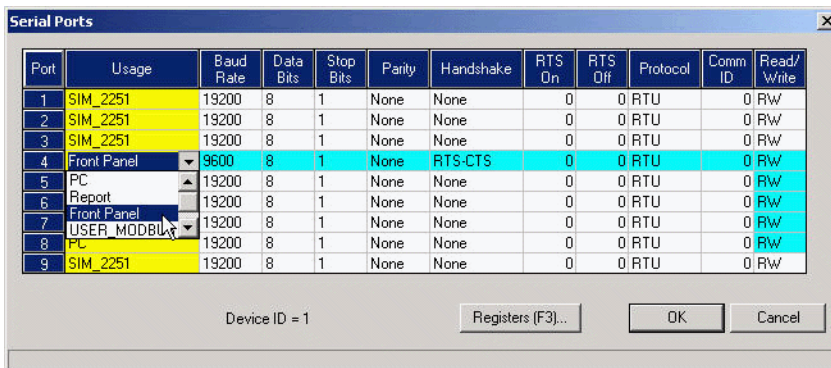 Serial Ports
Port Usage Baud Rate Data Bits Stop Bits Parity Handshake RTS On RTS Off Protocol Comm ID Read/Write
1 SIM_2251 19200 8 1 None None 0 0 RTU 0 RW
2 SIM_2251 19200 8 1 None None 0 0 RTU 0 RW
3 SIM_2251 19200 8 1 None None 0 0 RTU 0 RW
4 Front Panel 9600 8 1 None RTS-CTS 0 0 RTU 0 RW
5 PC 19200 8 1 None None 0 0 RTU 0 RW
6 Report 19200 8 1 None None 0 0 RTU 0 RW
Front Panel
7 USER_MODBU 19200 8 1 None None 0 0 RTU 0 RW
8 PC 19200 8 1 None None 0 0 RTU 0 RW
9 SIM_2251 19200 8 1 None None 0 0 RTU 0 RW
Device ID = 1 Registers (F3)... OK Cancel